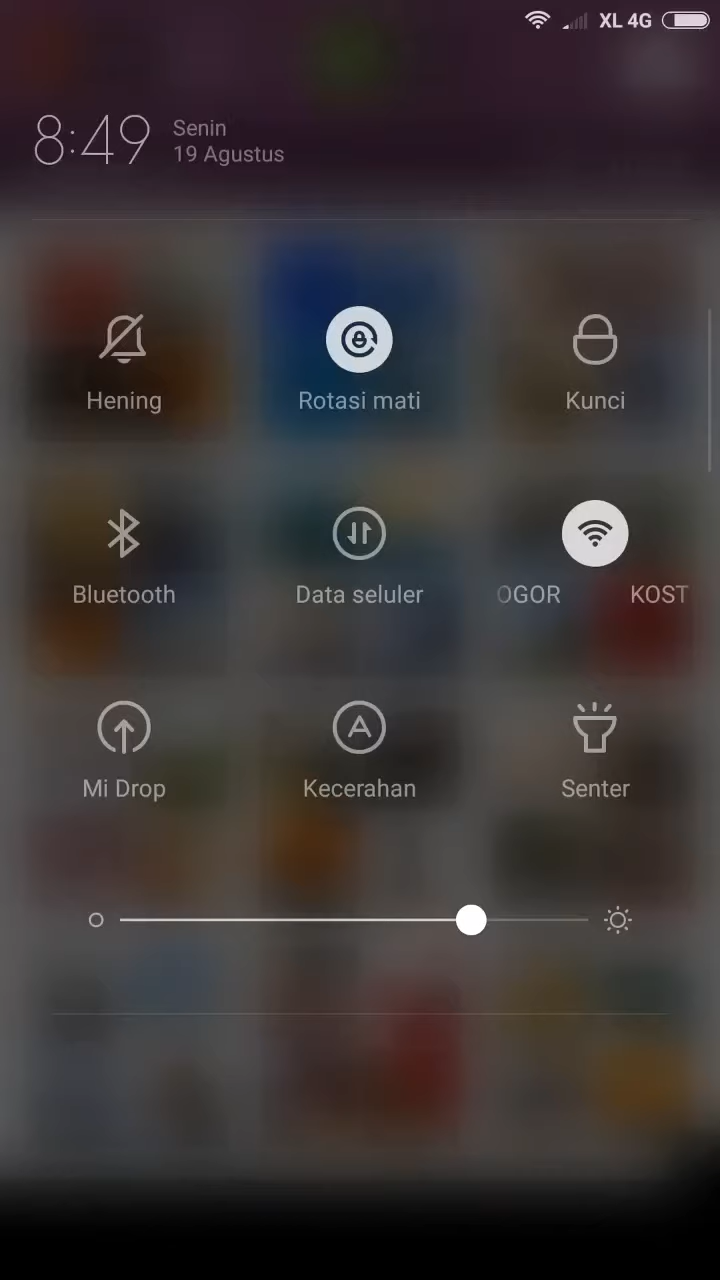 XL 4G
8:49
Senin
19 Agustus
Hening
Rotasi mati
Kunci
Bluetooth
Data seluler
OGOR KOST
Mi Drop
Kecerahan
Senter